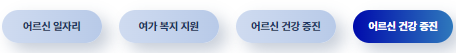 어르신 일자리
여가 복지 지원
어르신 건강 증진
어르신 건강 증진